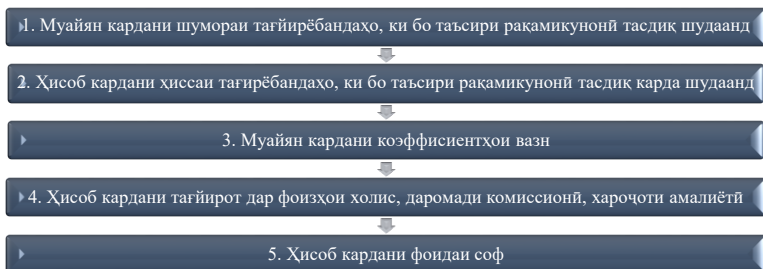 1. Муайян кардани шумораи тағйирёбандаҳо, ки бо таъсири рақамикунонӣ тасдиқ шудаанд
2. Ҳисоб кардани ҳиссаи тағирёбандаҳо, ки бо таъсири рақамикунонӣ тасдиқ карда шудаанд
3. Муайян кардани коэффисиентҳои вазн
4. Ҳисоб кардани тағйирот дар фоизҳои холис, даромади комиссионӣ, хароҷоти амалиётӣ
5. Ҳисоб кардани фоидаи соф